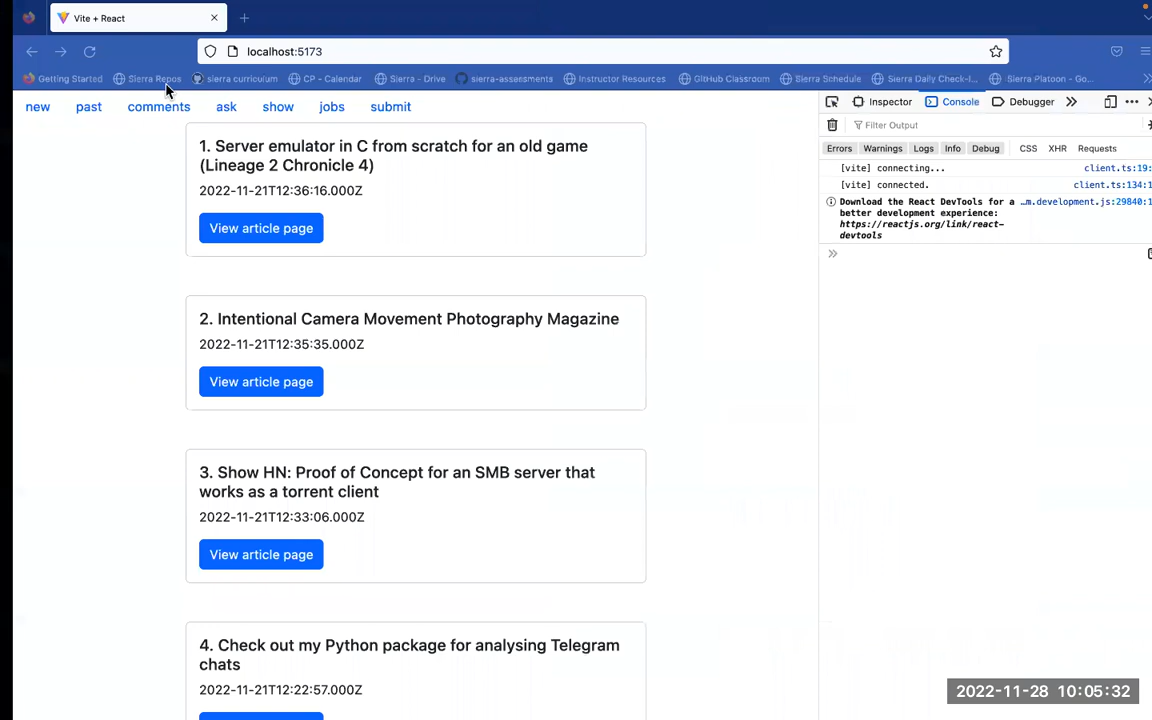 Vite + React
localhost:5173
Getting Started Sierra Repos sierra curriculum CP - Calendar Sierra - Drive sierra-assesments Instructor Resources GitHub Classroom Sierra Schedule Sierra Daily Check-I... Sierra Platoon - Go...
new past comments ask show jobs submit
1. Server emulator in C from scratch for an old game
(Lineage 2 Chronicle 4)
2022-11-21T12:36:16.000Z
View article page
2. Intentional Camera Movement Photography Magazine
2022-11-21T12:35:35.000Z
View article page
3. Show HN: Proof of Concept for an SMB server that
works as a torrent client
2022-11-21T12:33:06.000Z
View article page
4. Check out my Python package for analysing Telegram
chats
2022-11-21T12:22:57.000Z
Inspector Console Debugger
Filter Output
Errors Warnings Logs Info Debug CSS XHR Requests
[vite] connecting... client.ts:19:
[vite] connected. client.ts:134:1
Download the React DevTools for a …m.development.js:29840:1
better development experience:
https://reactjs.org/link/react-
devtools
2022-11-28 10:05:32